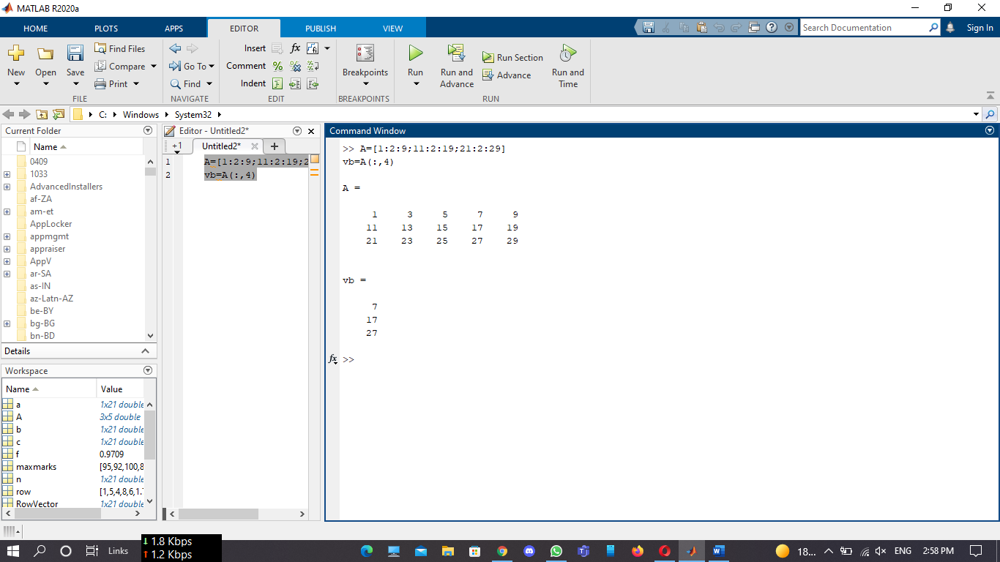 MATLAB R2020a
HOME PLOTS APPS EDITOR PUBLISH VIEW
Search Documentation
Sign In
New
Open
Save
Find Files
Compare
Print
FILE
Go To
Find
NAVIGATE
Insert
Comment
Indent
EDIT
Breakpoints
BREAKPOINTS
Run
Run and Advance
Run Section
Advance
Run and Time
RUN
C: Windows System32
Current Folder
Name
0409
1033
AdvancedInstallers
af-ZA
am-et
AppLocker
appmgmt
appraiser
AppV
ar-SA
as-IN
az-Latn-AZ
be-BY
bg-BG
bn-BD
Details
Workspace
Name Value
a 1x21 double
A 3x5 double
b 1x21 double
c 1x21 double
f 0.9709
maxmarks [95,92,100,8
n 1x21 double
row [1,5,4,8,6,1.
RowVector 1x21 double
Editor - Untitled2*
+1 Untitled2*
1 A=[1:2:9;11:2:19;2
2 vb=A(:,4)
Command Window
>> A=[1:2:9;11:2:19;21:2:29]
vb=A(:,4)
A =
1 3 5 7 9
11 13 15 17 19
21 23 25 27 29
vb =
7
17
27
fx >>
Links
1.8 Kbps
1.2 Kbps
18...
ENG
2:58 PM